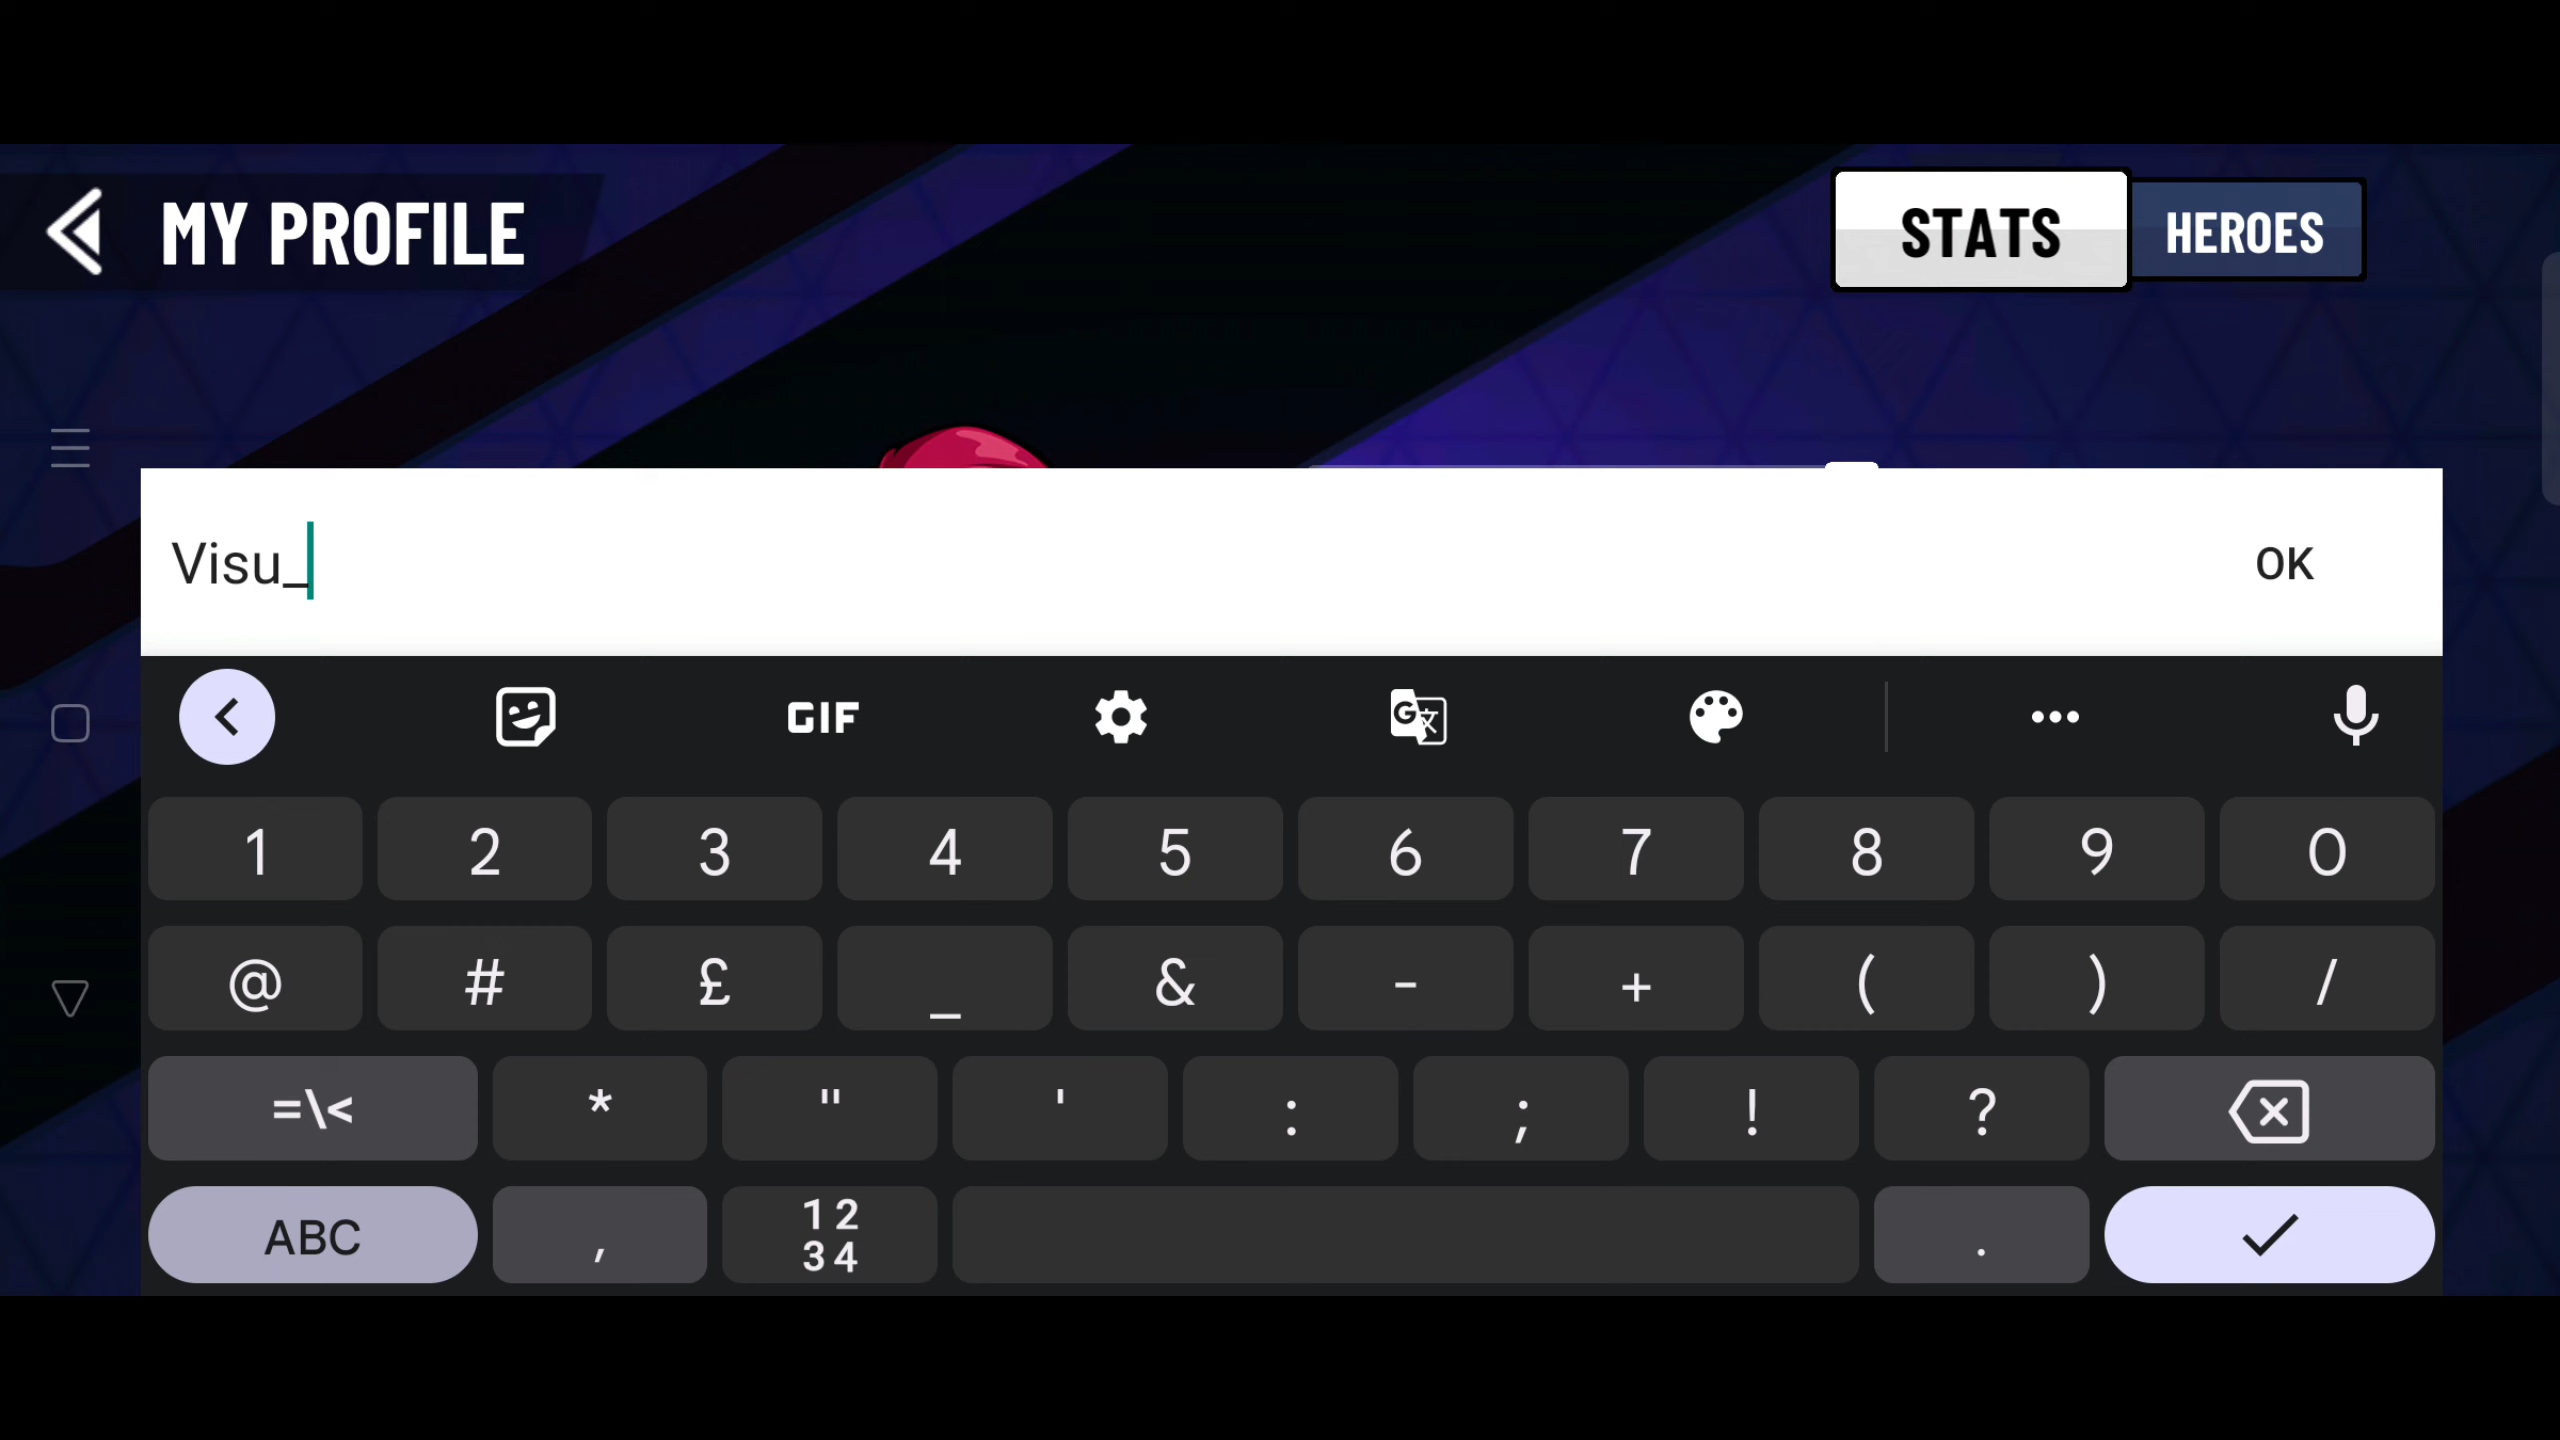 MY PROFILE
STATS
HEROES
Visu_
OK
GIF
1 2 3 4 5 6 7 8 9 0
@ # £ _ & - + ( ) /
=\< * " ' : ; ! ?
ABC , 12 .
34